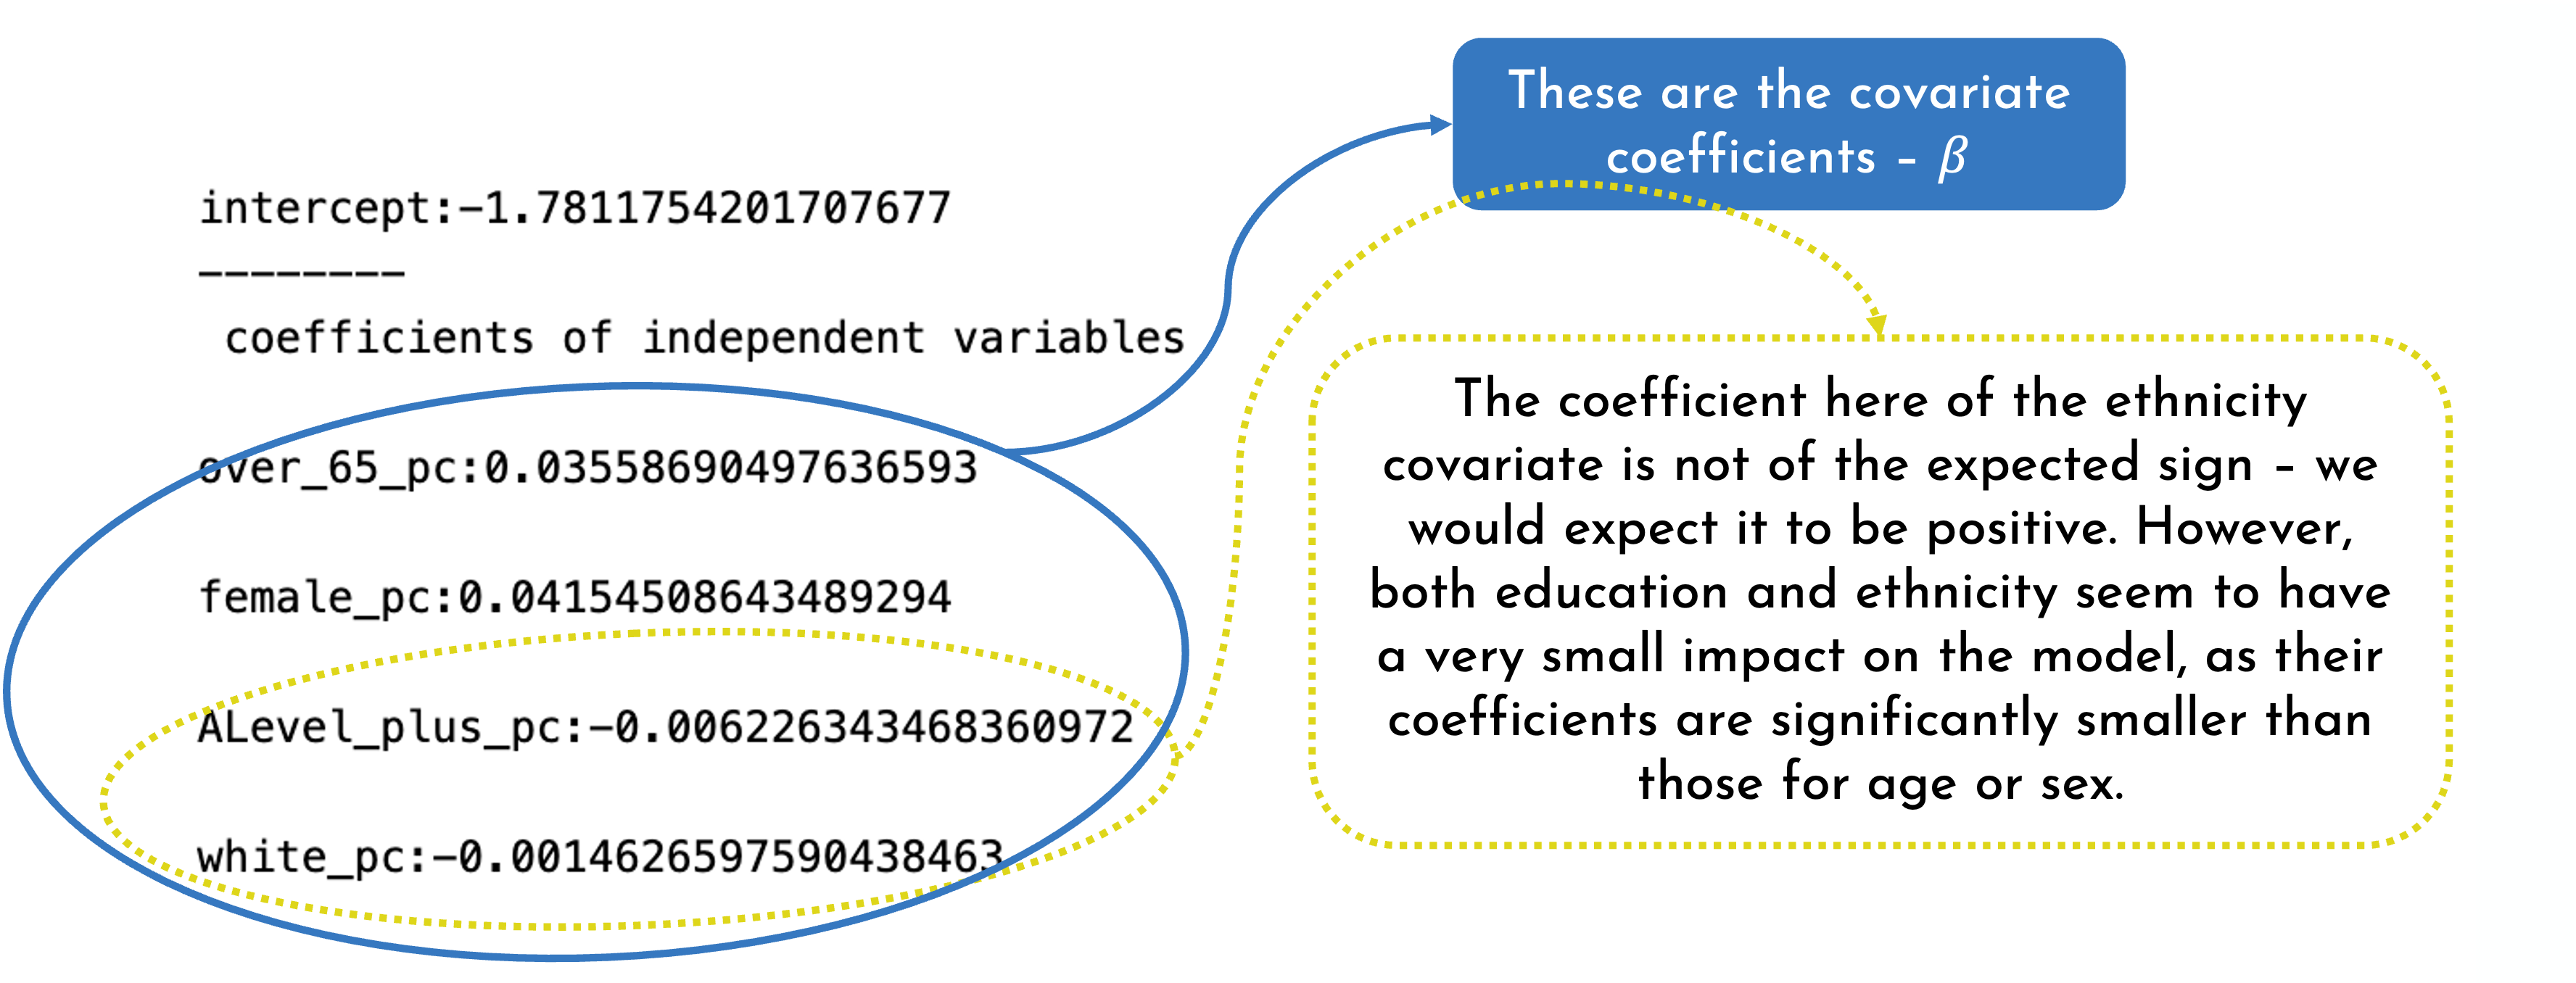 intercept:-1.7811754201707677
--------
coefficients of independent variables
over_65_pc:0.03558690497636593
female_pc:0.04154508643489294
ALevel_plus_pc:-0.006226343468360972
white_pc:-0.0014626597590438463
These are the covariate
coefficients – β
The coefficient here of the ethnicity
covariate is not of the expected sign – we
would expect it to be positive. However,
both education and ethnicity seem to have
a very small impact on the model, as their
coefficients are significantly smaller than
those for age or sex.